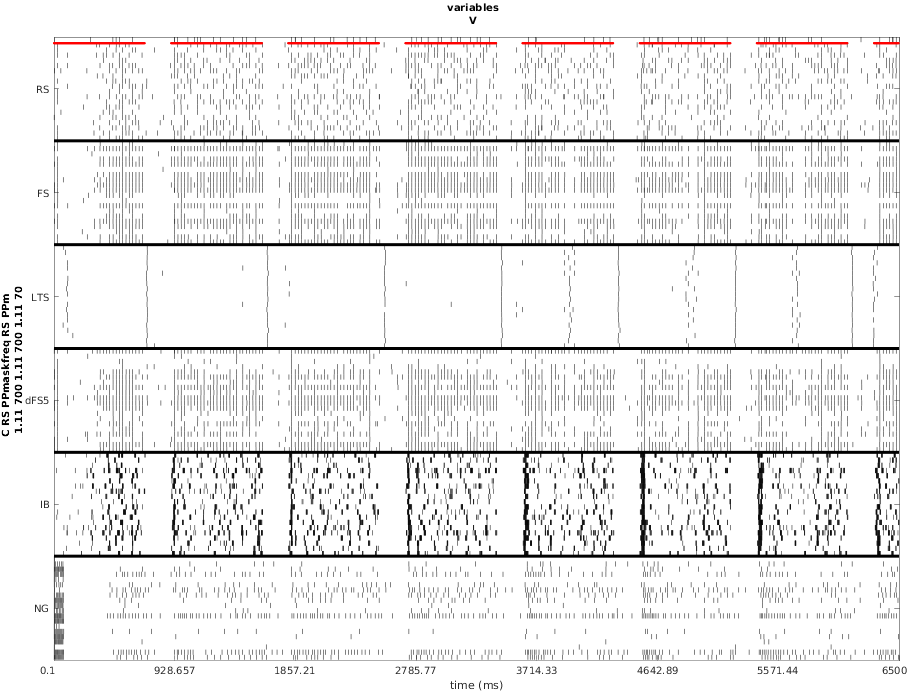 variables
V
C RS PPmaskfreq RS PPm
1.11 700 1.11 700 1.11 70
RS
FS
LTS
dFS5
IB
NG
0.1 928.657 1857.21 2785.77 3714.33 4642.89 5571.44 6500
time (ms)